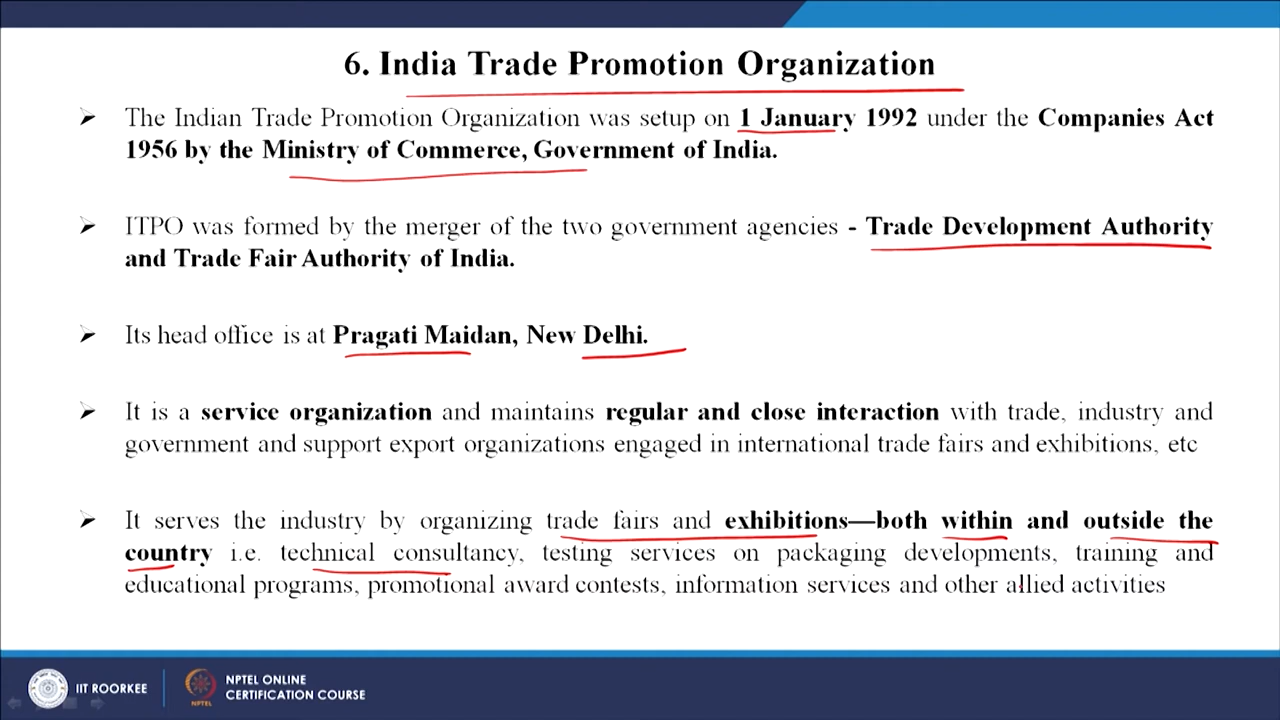 6. India Trade Promotion Organization
The Indian Trade Promotion Organization was setup on 1 January 1992 under the Companies Act
1956 by the Ministry of Commerce, Government of India.
ITPO was formed by the merger of the two government agencies - Trade Development Authority
and Trade Fair Authority of India.
Its head office is at Pragati Maidan, New Delhi.
It is a service organization and maintains regular and close interaction with trade, industry and
government and support export organizations engaged in international trade fairs and exhibitions, etc
It serves the industry by organizing trade fairs and exhibitions—both within and outside the
country i.e. technical consultancy, testing services on packaging developments, training and
educational programs, promotional award contests, information services and other allied activities
IIT ROORKEE
NPTEL ONLINE
CERTIFICATION COURSE
NPTEL